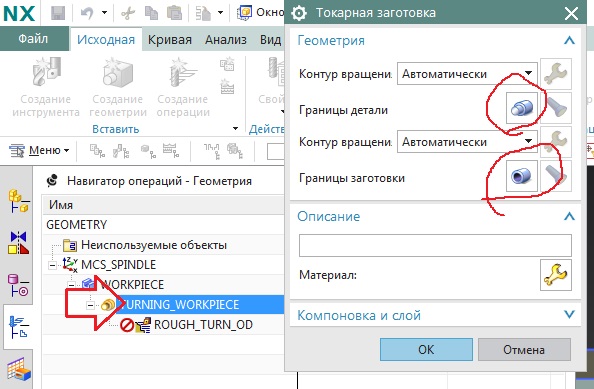 NX
Окно
Файл
Исходная
Кривая
Анализ
Вид
Создание инструмента
Создание геометрии
Создание операции
Свой
Вставить
Действ
Меню
Навигатор операций - Геометрия
Имя
GEOMETRY
Неиспользуемые объекты
MCS_SPINDLE
WORKPIECE
TURNING_WORKPIECE
ROUGH_TURN_OD
Токарная заготовка
Геометрия
Контур вращени
Автоматически
Границы детали
Контур вращени
Автоматически
Границы заготовки
Описание
Материал:
Компоновка и слой
OK
Отмена